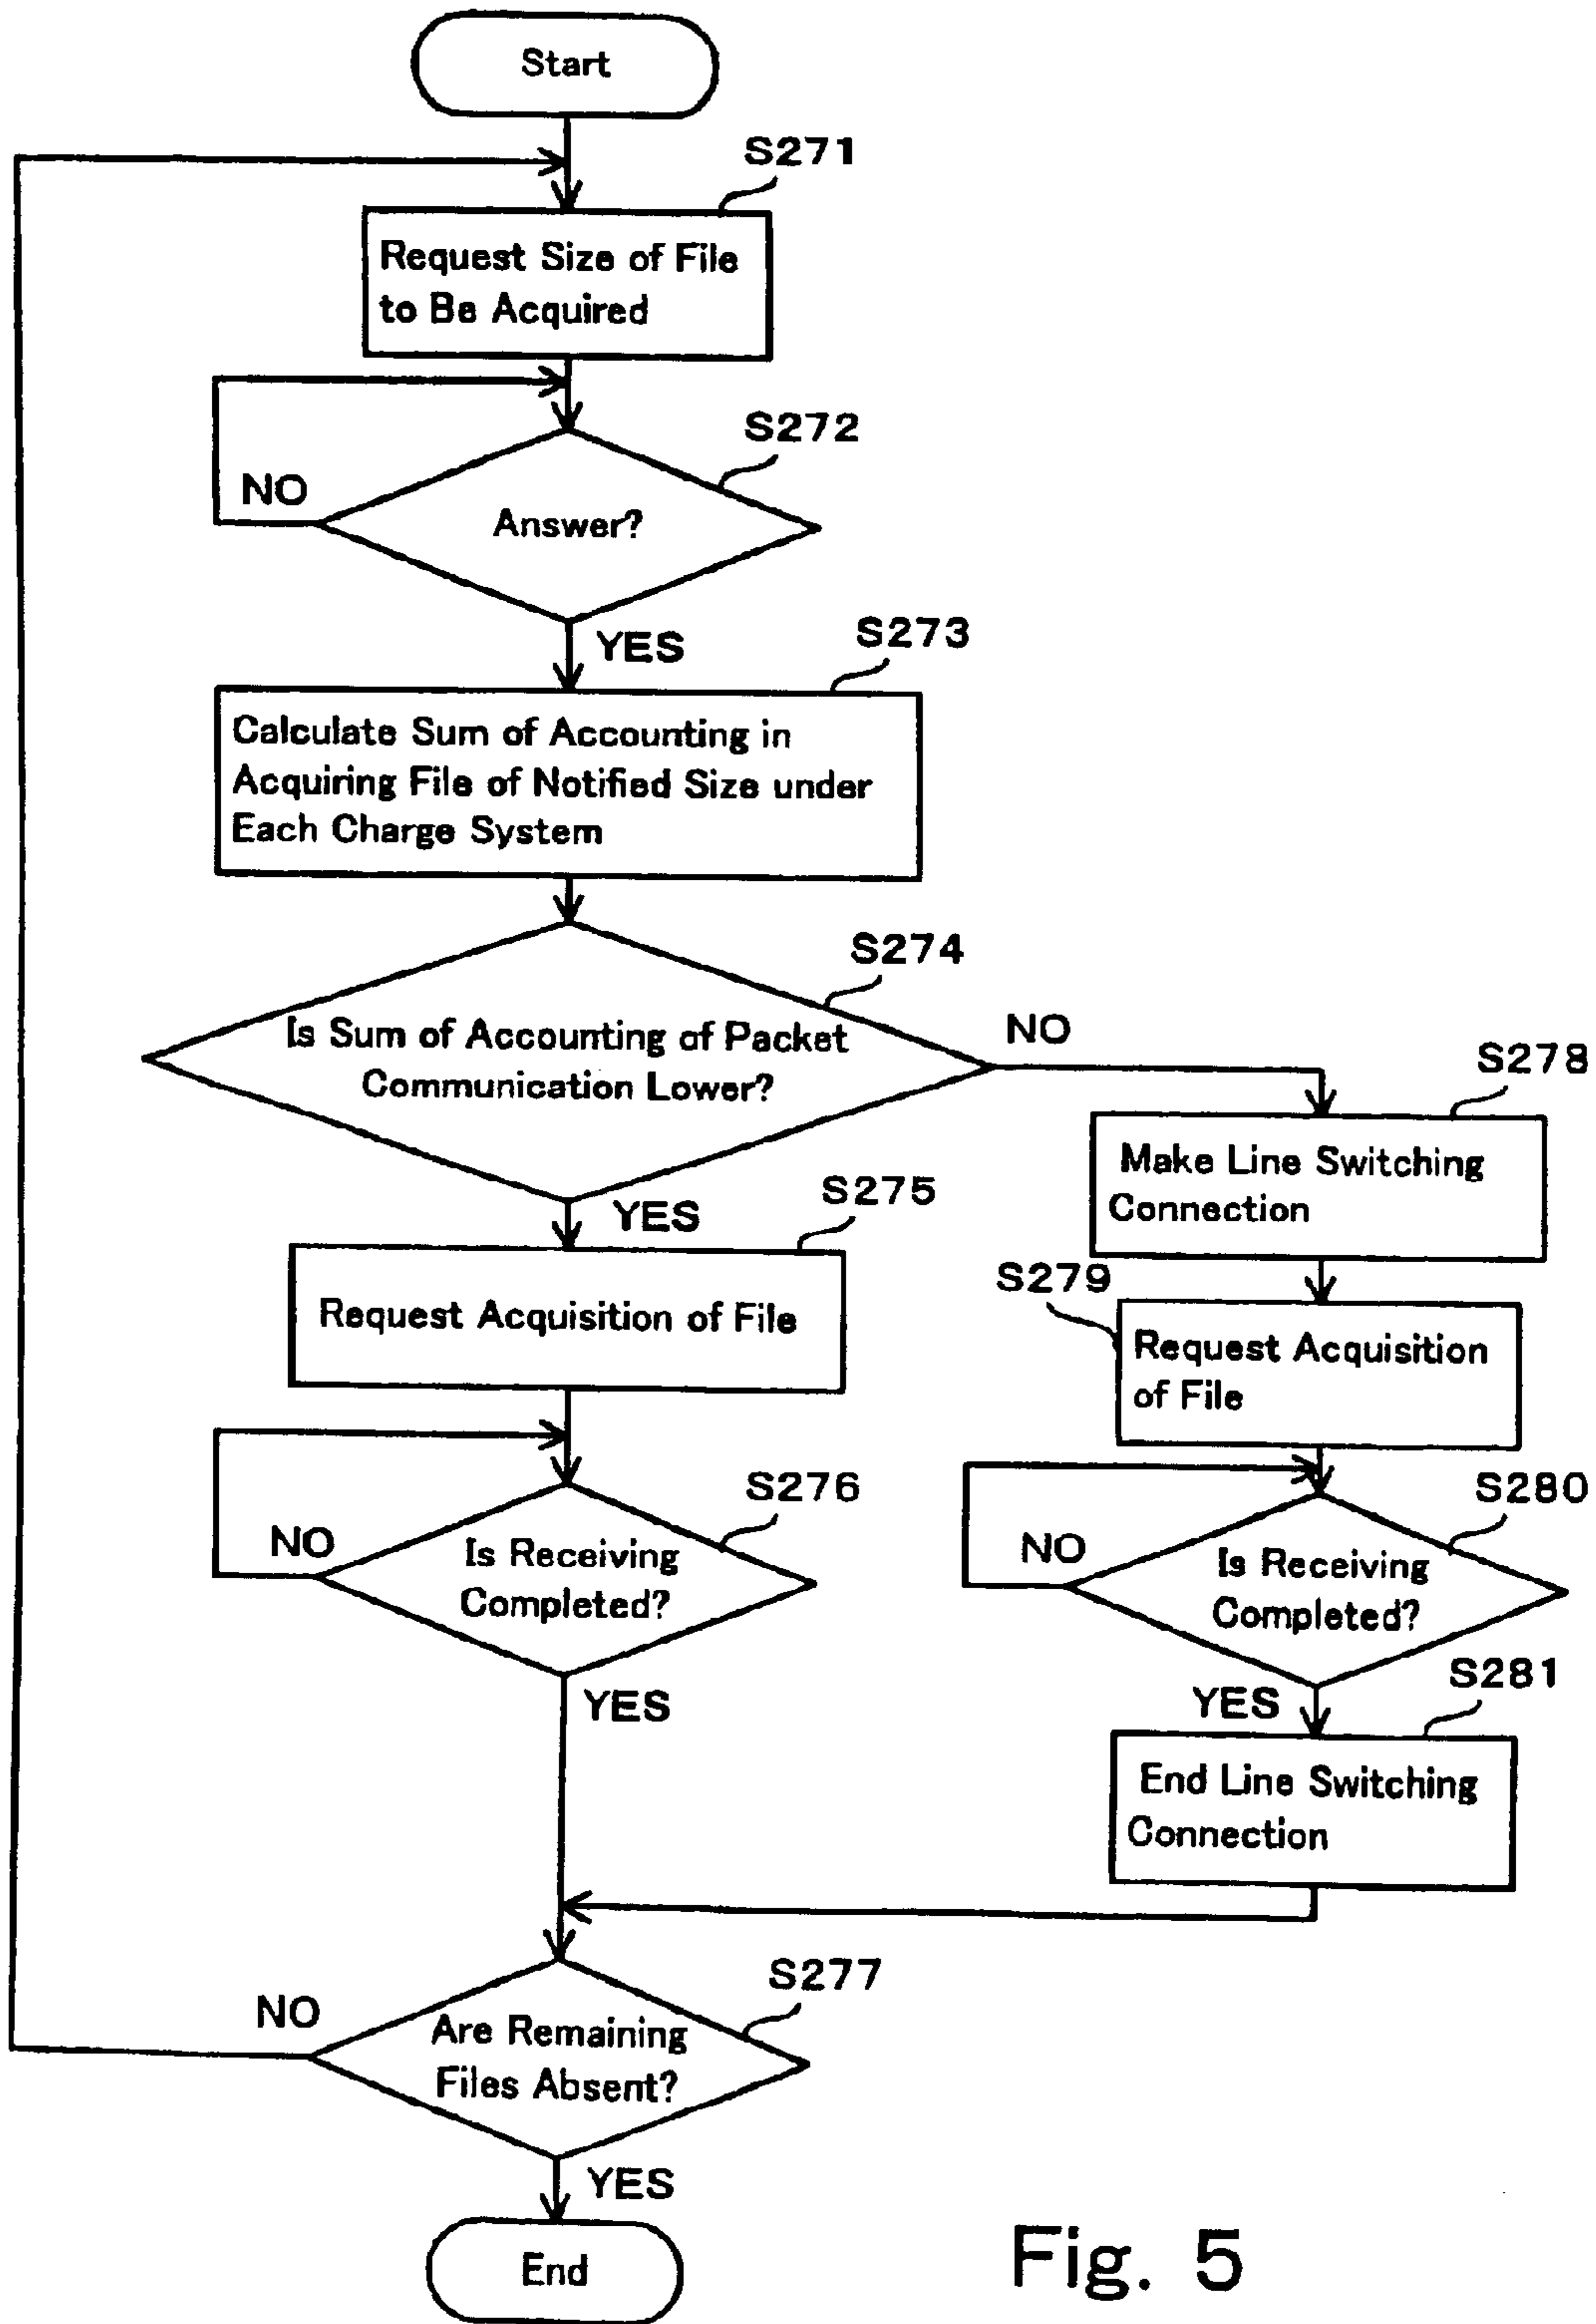 Start
S271
Request Size of File
to Be Acquired
S272
NO
Answer?
YES
S273
Calculate Sum of Accounting in
Acquiring File of Notified Size under
Each Charge System
S274
Is Sum of Accounting of Packet
Communication Lower?
NO
YES
S275
Request Acquisition of File
S276
NO
Is Receiving
Completed?
YES
S278
Make Line Switching
Connection
S279
Request Acquisition
of File
S280
NO
Is Receiving
Completed?
YES
S281
End Line Switching
Connection
S277
NO
Are Remaining
Files Absent?
YES
End
Fig. 5